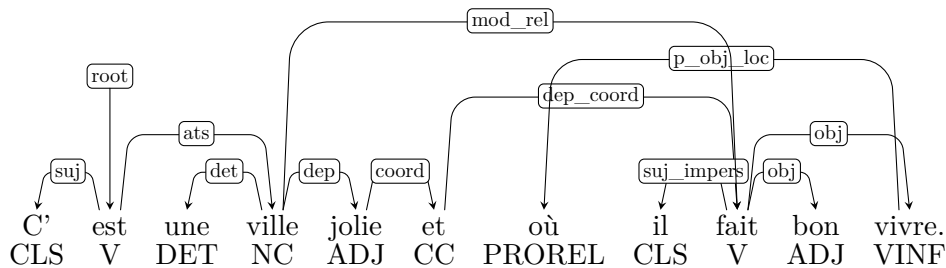 mod_rel
root
p_obj_loc
dep_coord
ats
obj
suj
det
dep
coord
suj_impers
obj
C' est une ville jolie et où il fait bon vivre.
CLS V DET NC ADJ CC PROREL CLS V ADJ VINF